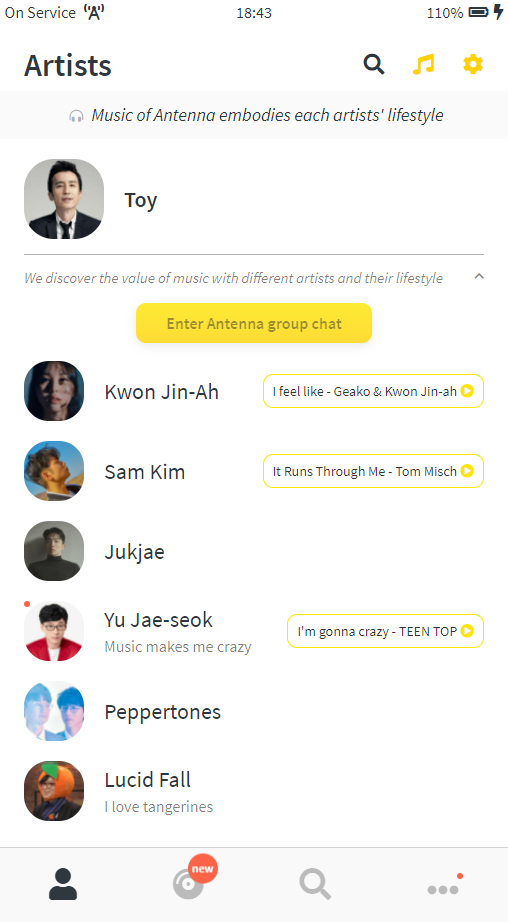 On Service 18:43 110%
Artists
Music of Antenna embodies each artists' lifestyle
Toy
We discover the value of music with different artists and their lifestyle
Enter Antenna group chat
Kwon Jin-Ah
I feel like - Geako & Kwon Jin-ah
Sam Kim
It Runs Through Me - Tom Misch
Jukjae
Yu Jae-seok
Music makes me crazy
I'm gonna crazy - TEEN TOP
Peppertones
Lucid Fall
I love tangerines
new